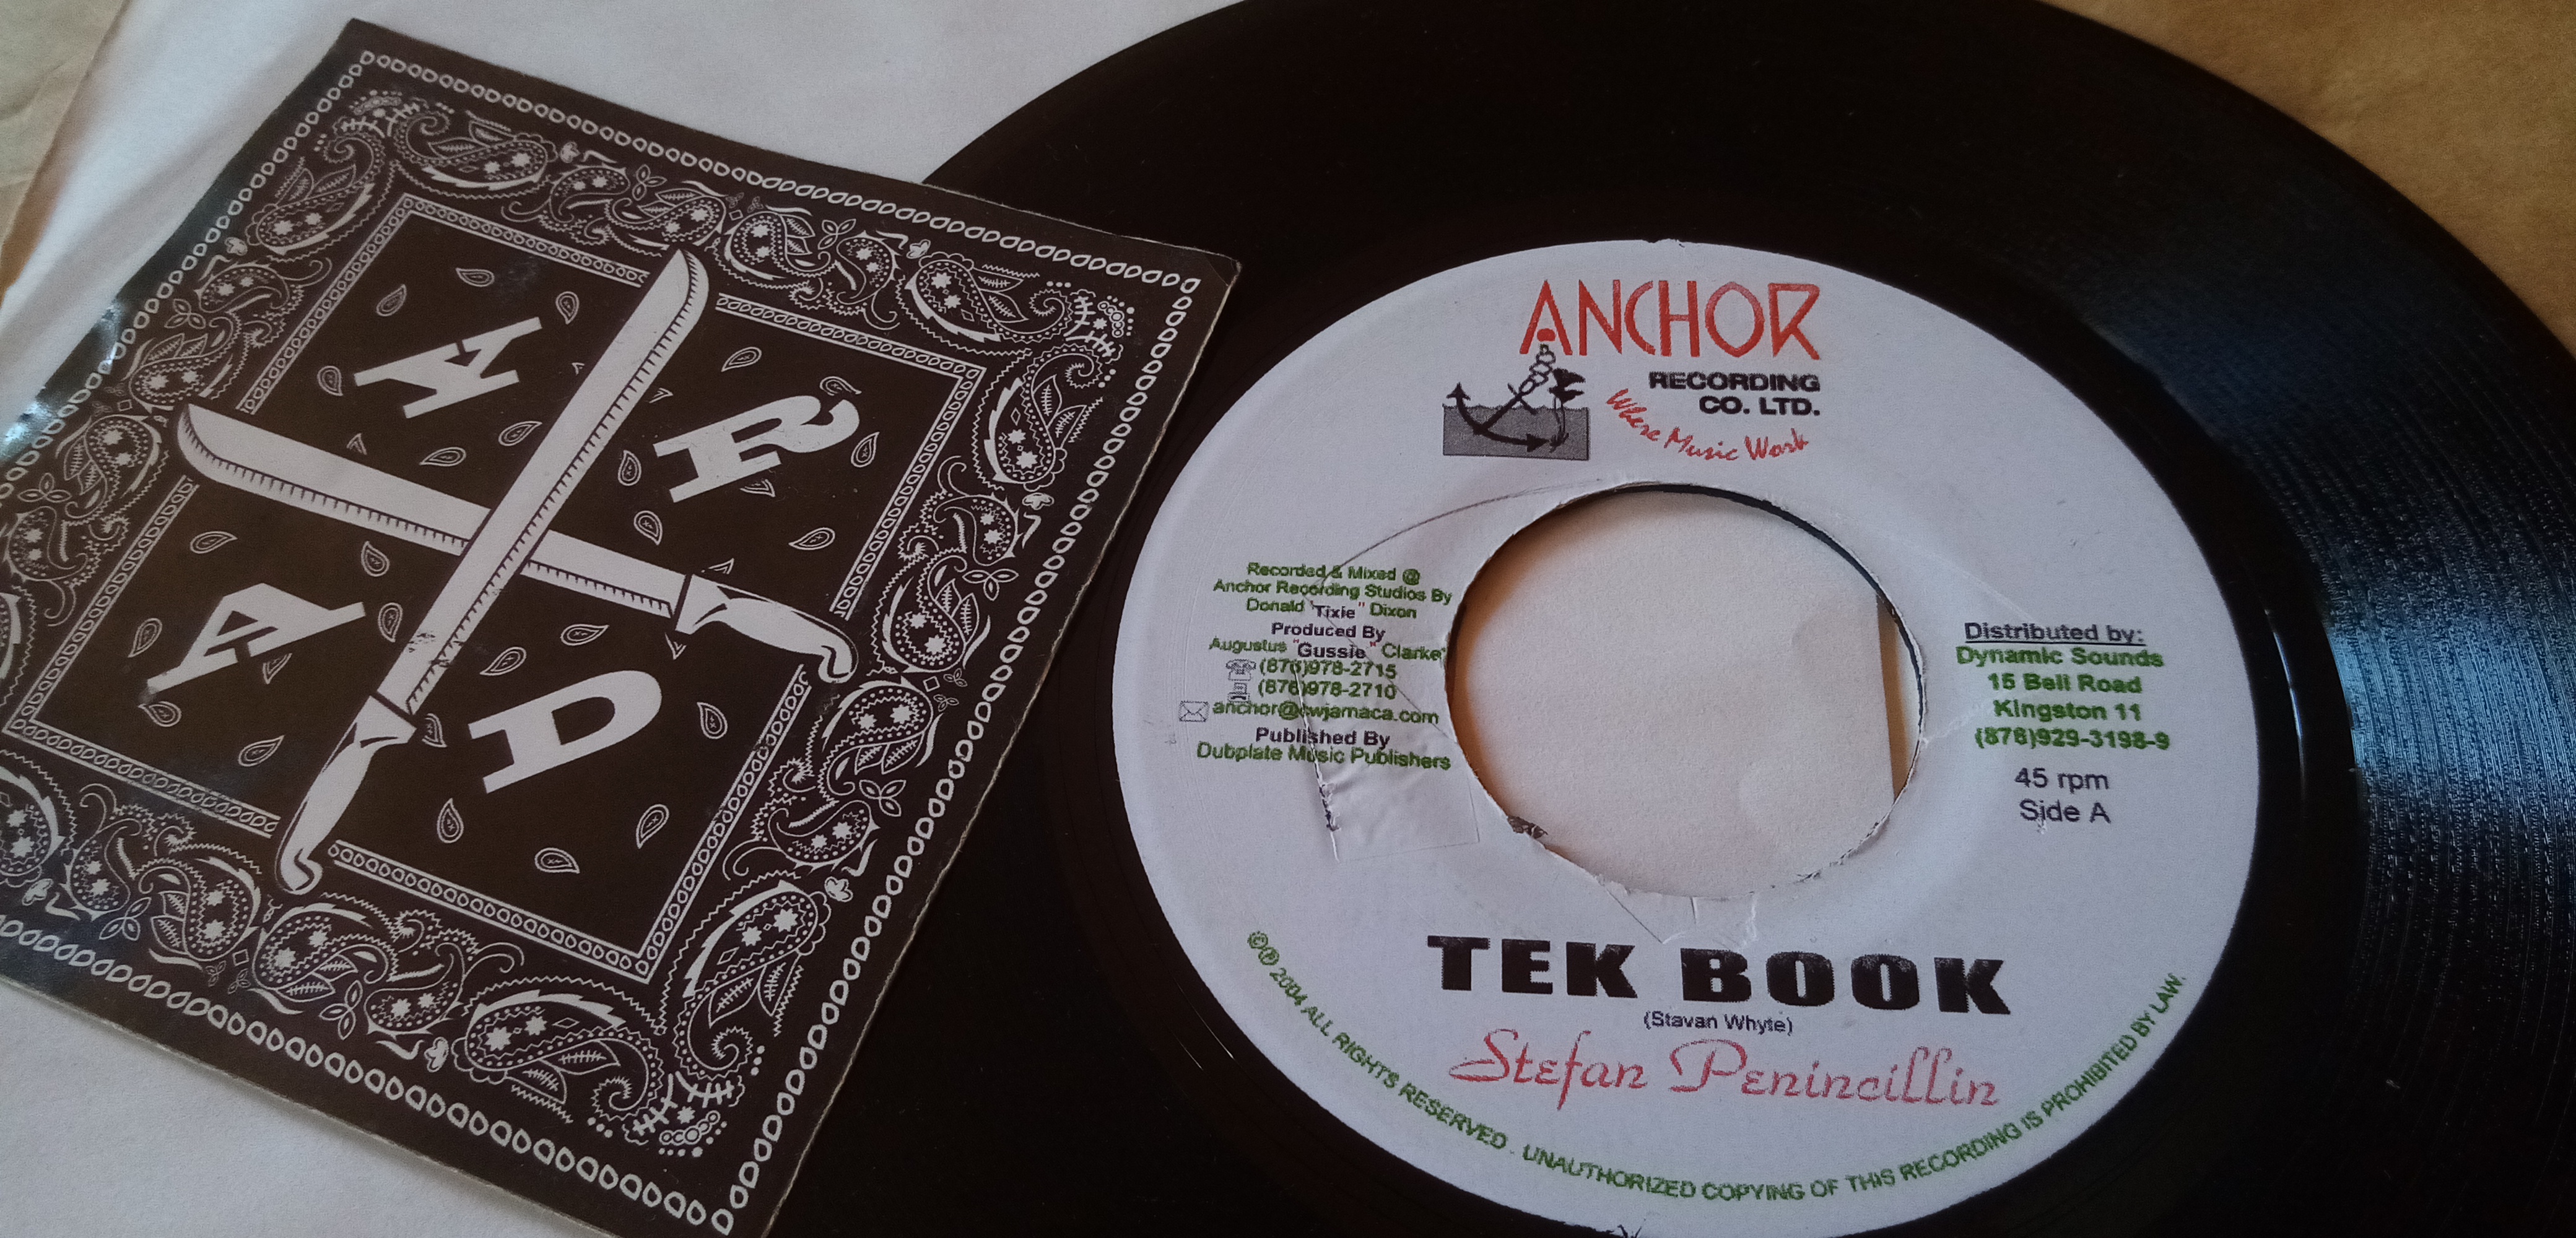 A R
A D
ANCHOR
RECORDING
CO. LTD.
Where Music Work
Recorded & Mixed @
Anchor Recording Studios By
Donald "Tixie" Dixon
Produced By
Augustus "Gussie" Clarke
(876)978-2715
(876)978-2710
anchor@cwjamaca.com
Published By
Dubplate Music Publishers
Distributed by:
Dynamic Sounds
15 Bell Road
Kingston 11
(876)929-3198-9
45 rpm
Side A
TEK BOOK
(Stavan Whyte)
Stefan Penincillin
©℗ 2004 ALL RIGHTS RESERVED . UNAUTHORIZED COPYING OF THIS RECORDING IS PROHIBITED BY LAW.